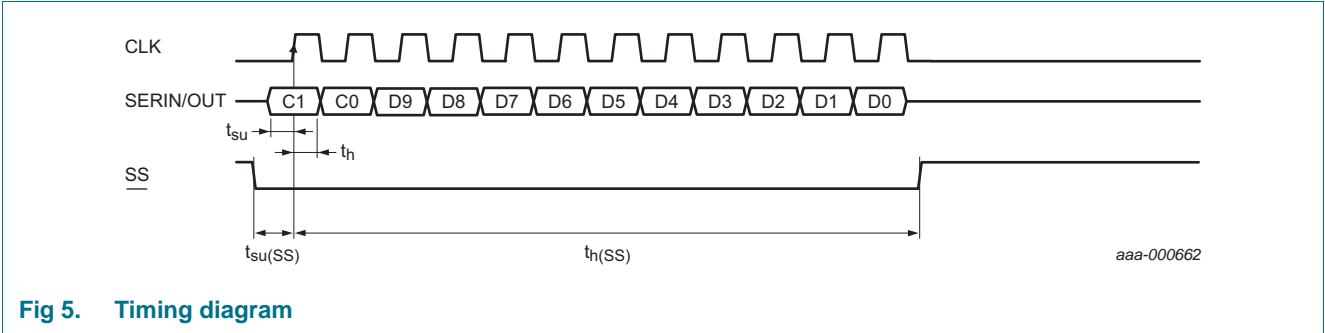 CLK
SERIN/OUT C1 C0 D9 D8 D7 D6 D5 D4 D3 D2 D1 D0
tsu
th
SS
tsu(SS) th(SS) aaa-000662
Fig 5. Timing diagram